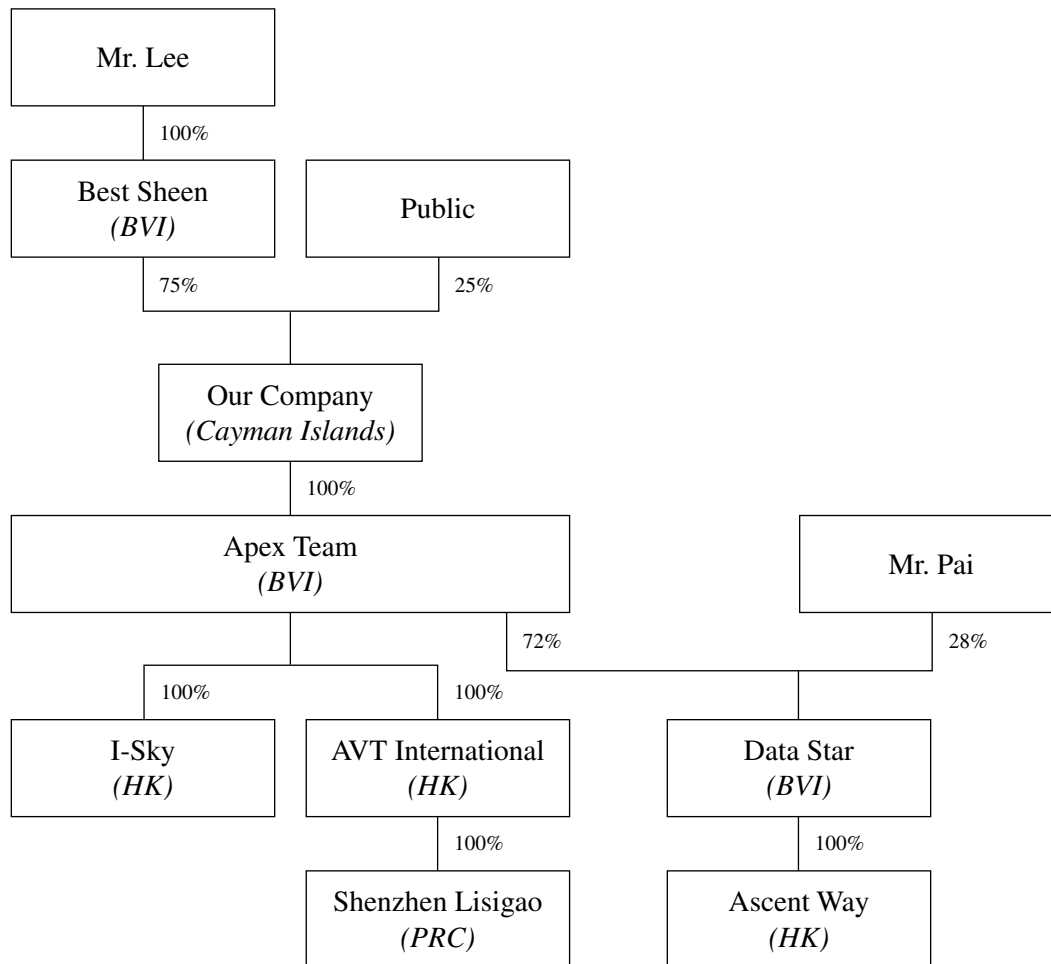 Mr. Lee
100%
Best Sheen
(BVI)
Public
75%
25%
Our Company
(Cayman Islands)
100%
Apex Team
(BVI)
Mr. Pai
72%
28%
100%
100%
I-Sky
(HK)
AVT International
(HK)
Data Star
(BVI)
100%
100%
Shenzhen Lisigao
(PRC)
Ascent Way
(HK)